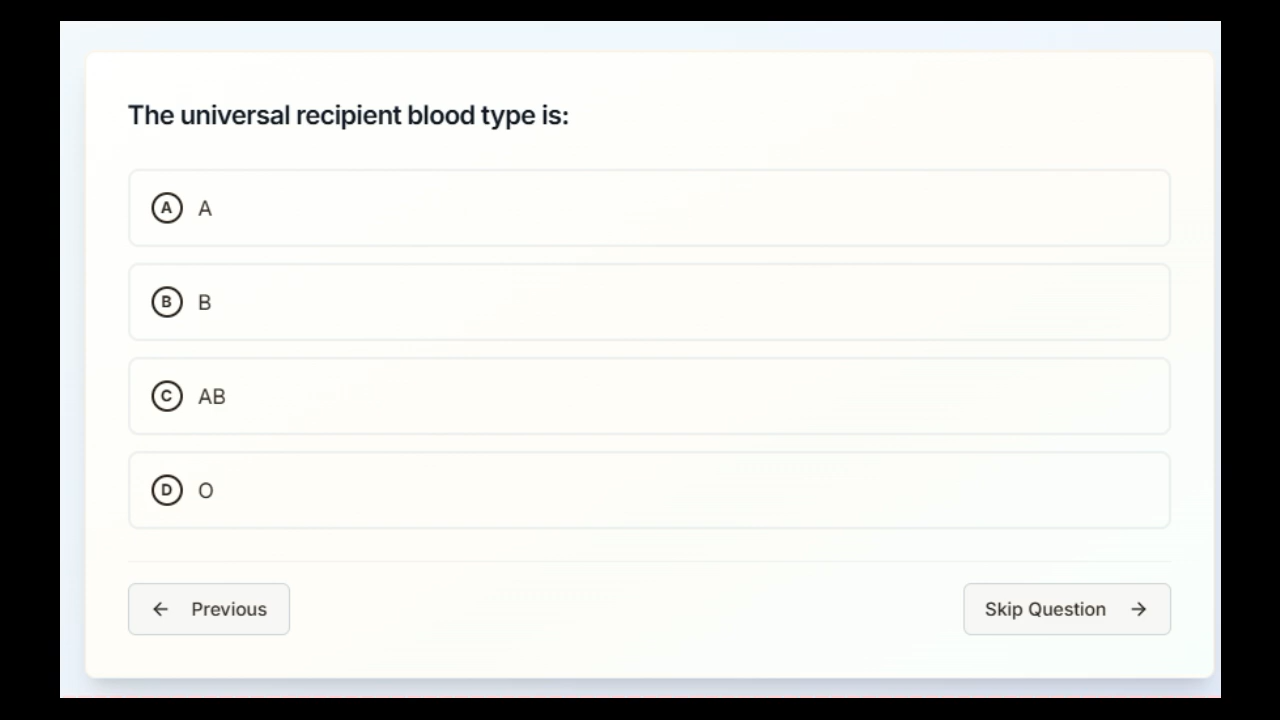 The universal recipient blood type is:
A A
B B
C AB
D O
← Previous
Skip Question →